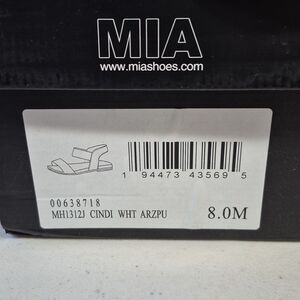 MIA
www.miashoes.com
1 94473 43569 5
00638718
MH1312J CINDI WHT ARZPU 8.0M